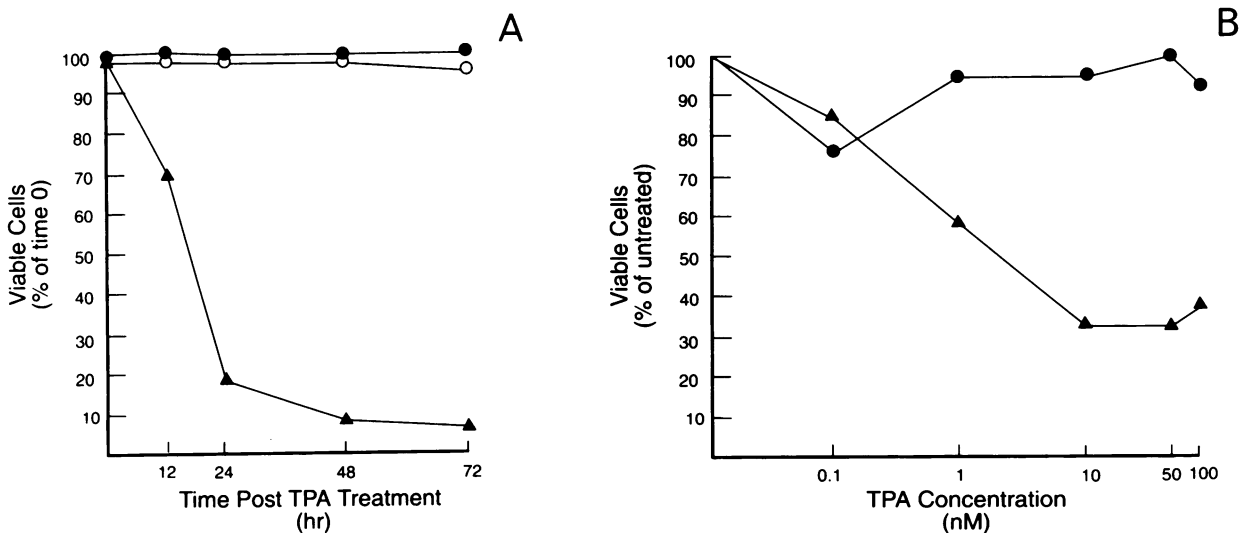 A
100
90
80
70
60
50
40
30
20
10
Viable Cells
(% of time 0)
12 24 48 72
Time Post TPA Treatment
(hr)
B
100
90
80
70
60
50
40
30
20
10
Viable Cells
(% of untreated)
0.1 1 10 50 100
TPA Concentration
(nM)